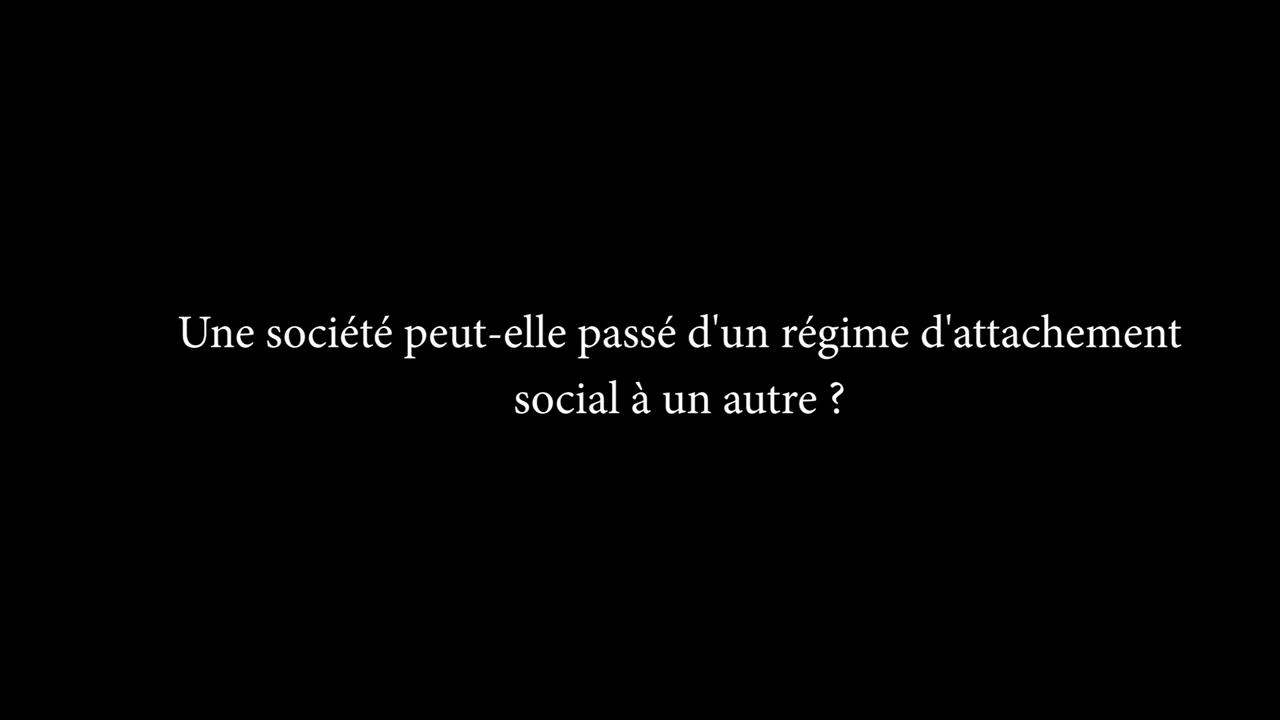 Une société peut-elle passé d'un régime d'attachement
social à un autre ?